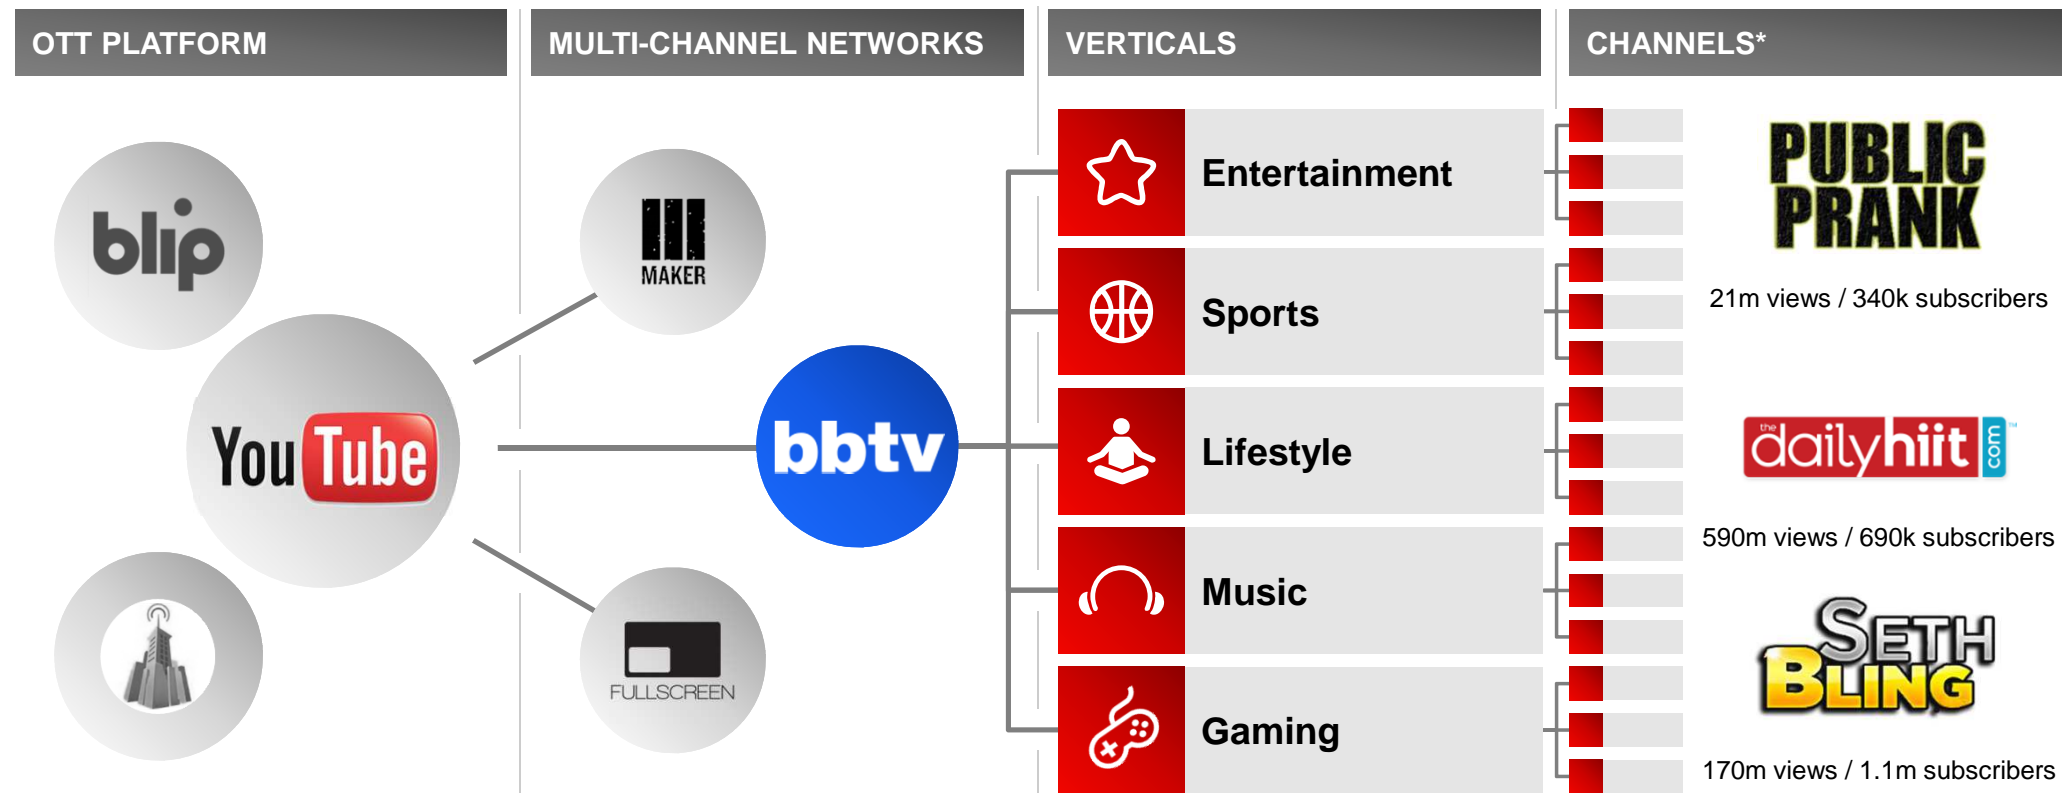 OTT PLATFORM
MULTI-CHANNEL NETWORKS
VERTICALS
CHANNELS*
blip
YouTube
MAKER
bbtv
FULLSCREEN
Entertainment
Sports
Lifestyle
Music
Gaming
PUBLIC
PRANK
21m views / 340k subscribers
the dailyhiit com ™
590m views / 690k subscribers
SETH
BLING
170m views / 1.1m subscribers